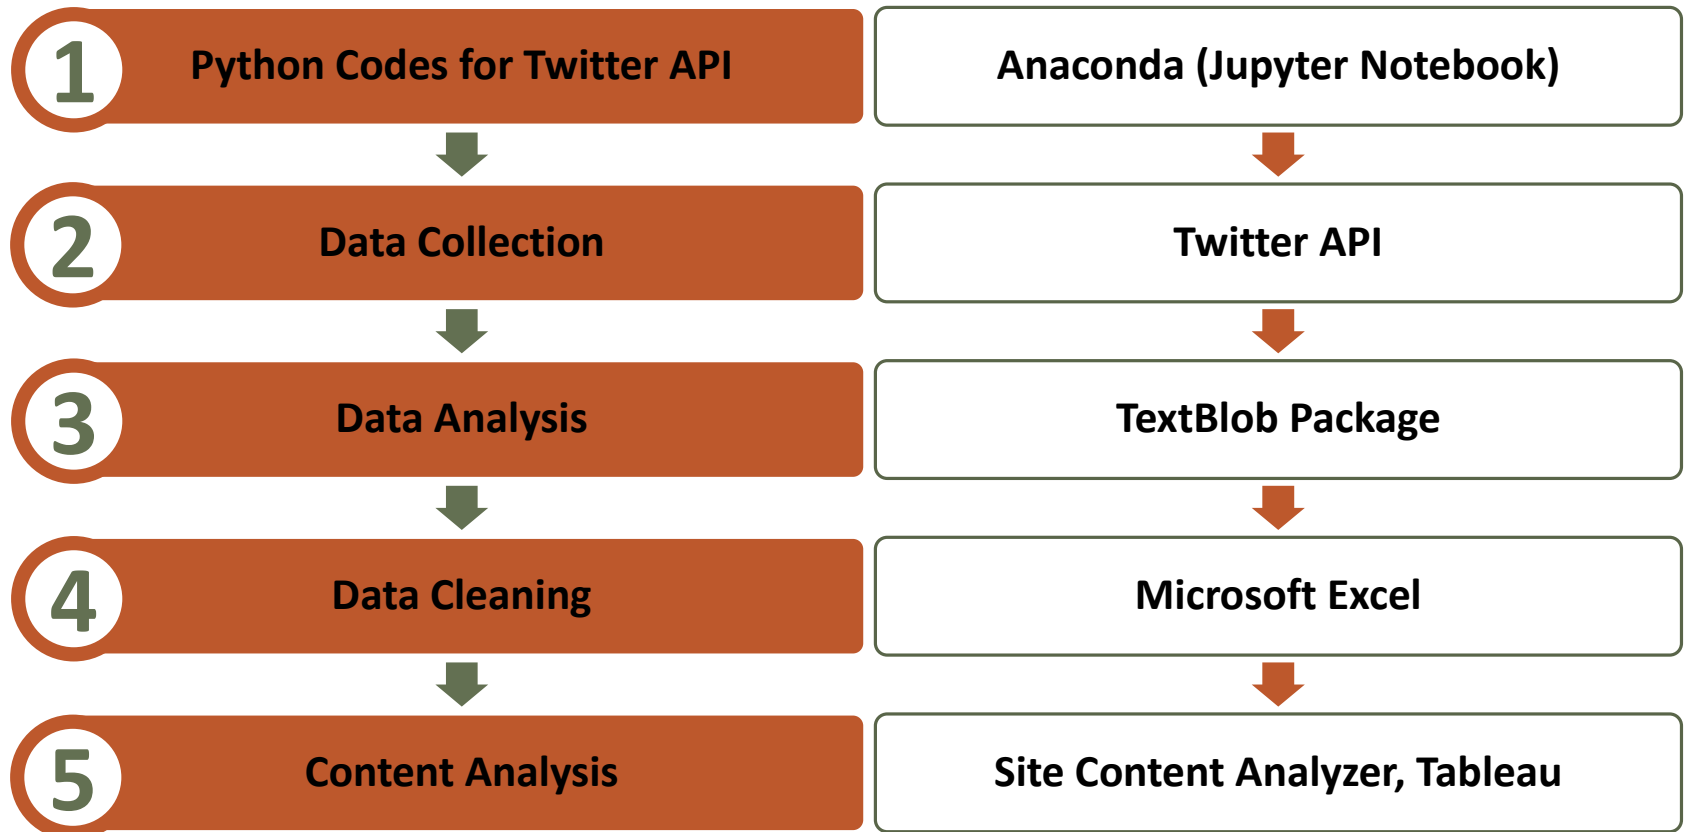 1
Python Codes for Twitter API
Anaconda (Jupyter Notebook)
2
Data Collection
Twitter API
3
Data Analysis
TextBlob Package
4
Data Cleaning
Microsoft Excel
5
Content Analysis
Site Content Analyzer, Tableau